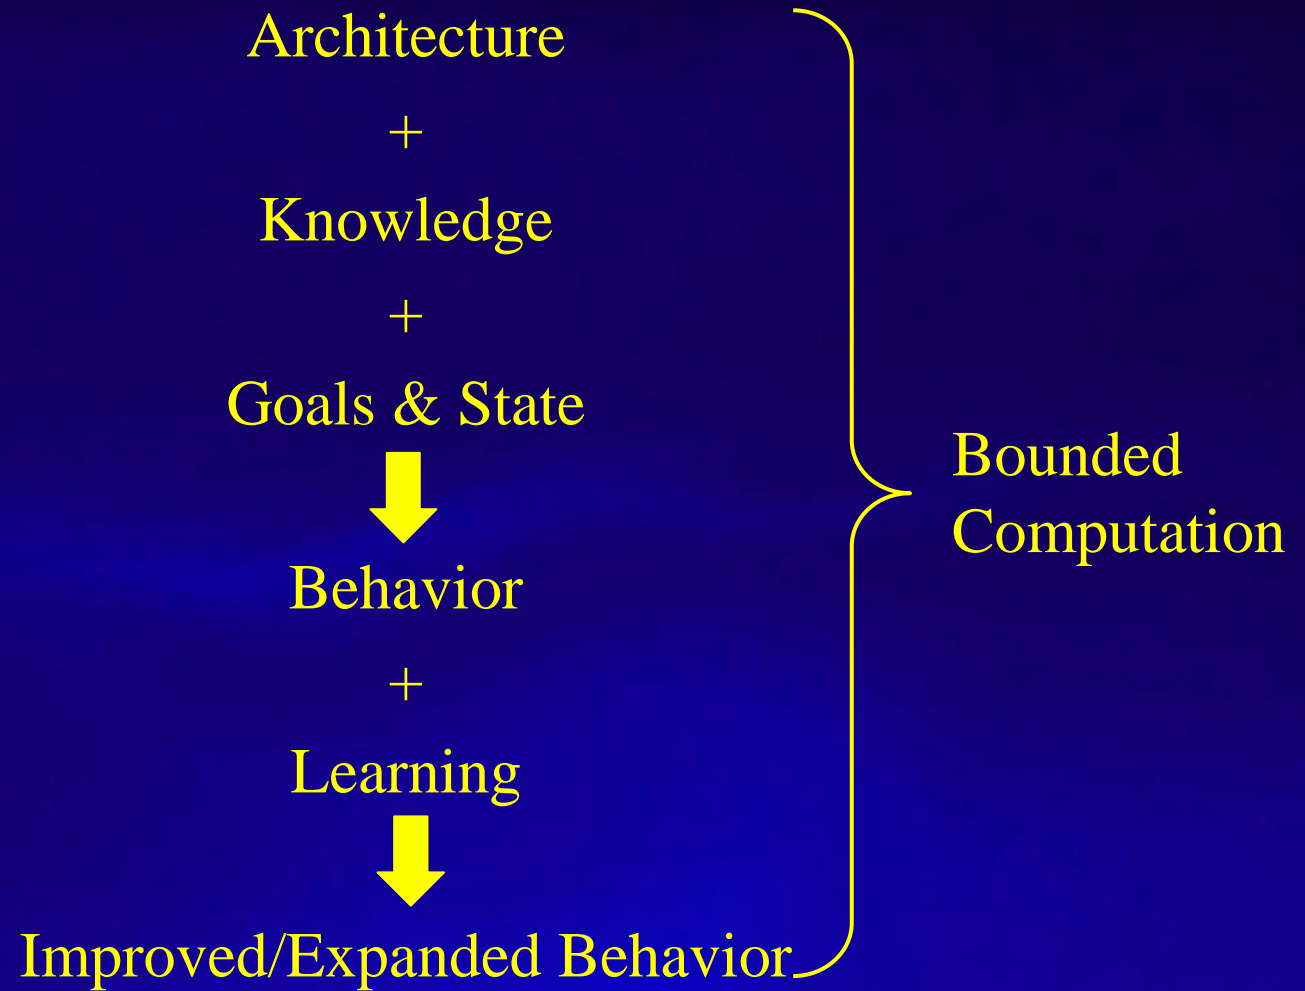 Architecture
+
Knowledge
+
Goals & State
Behavior
+
Learning
Improved/Expanded Behavior
Bounded
Computation